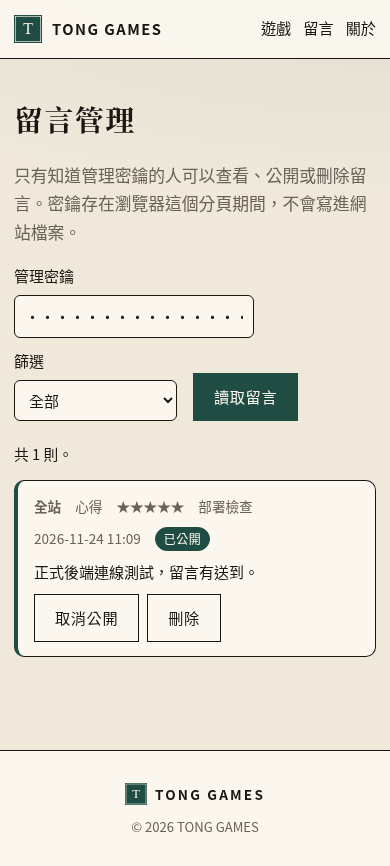 T TONG GAMES 遊戲 留言 關於
留言管理
只有知道管理密鑰的人可以查看、公開或刪除留
言。密鑰存在瀏覽器這個分頁期間，不會寫進網
站檔案。
管理密鑰
篩選
全部 讀取留言
共 1 則。
全站 心得 ★★★★★ 部署檢查
2026-11-24 11:09 已公開
正式後端連線測試，留言有送到。
取消公開 刪除
T TONG GAMES
© 2026 TONG GAMES